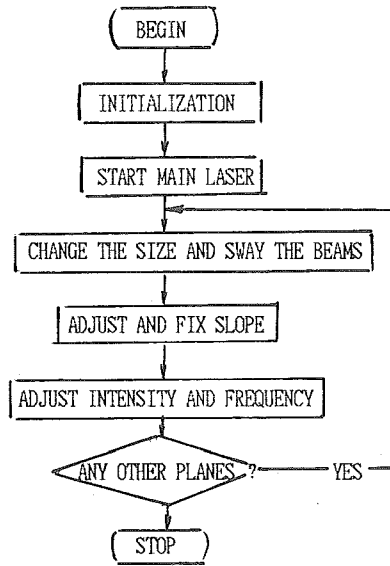 BEGIN
INITIALIZATION
START MAIN LASER
CHANGE THE SIZE AND SWAY THE BEAMS
ADJUST AND FIX SLOPE
ADJUST INTENSITY AND FREQUENCY
ANY OTHER PLANES ? YES
STOP